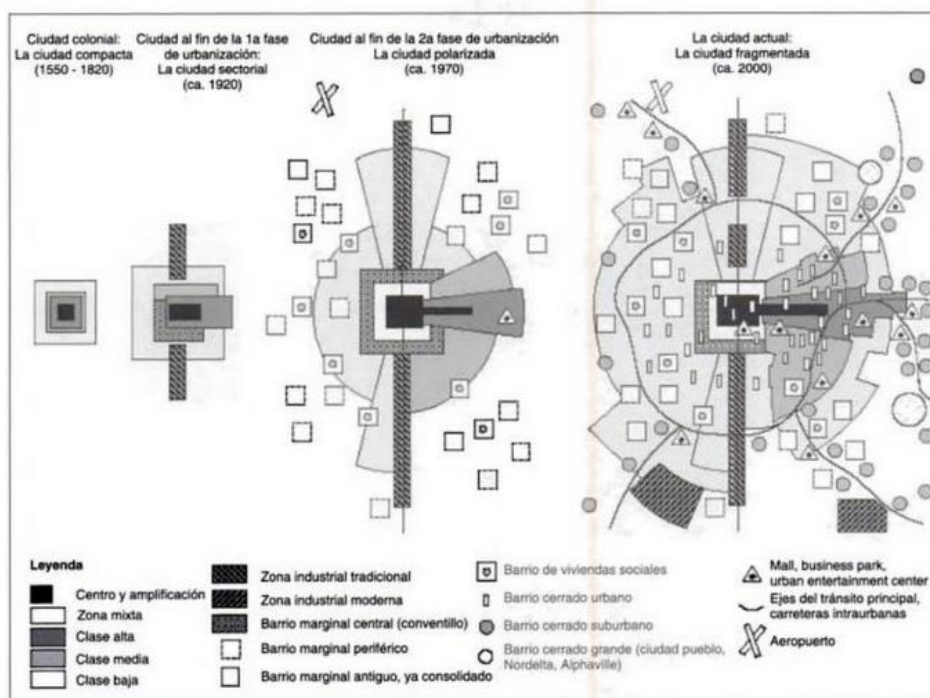 Ciudad colonial:
La ciudad compacta
(1550 - 1820)
Ciudad al fin de la 1a fase
de urbanización:
La ciudad sectorial
(ca. 1920)
Ciudad al fin de la 2a fase de urbanización
La ciudad polarizada
(ca. 1970)
La ciudad actual:
La ciudad fragmentada
(ca. 2000)
Leyenda
Centro y amplificación
Zona mixta
Clase alta
Clase media
Clase baja
Zona industrial tradicional
Zona industrial moderna
Barrio marginal central (conventillo)
Barrio marginal periférico
Barrio marginal antiguo, ya consolidado
Barrio de viviendas sociales
Barrio cerrado urbano
Barrio cerrado suburbano
Barrio cerrado grande (ciudad pueblo,
Nordelta, Alphaville)
Mall, business park,
urban entertainment center
Ejes del tránsito principal,
carreteras intraurbanas
Aeropuerto